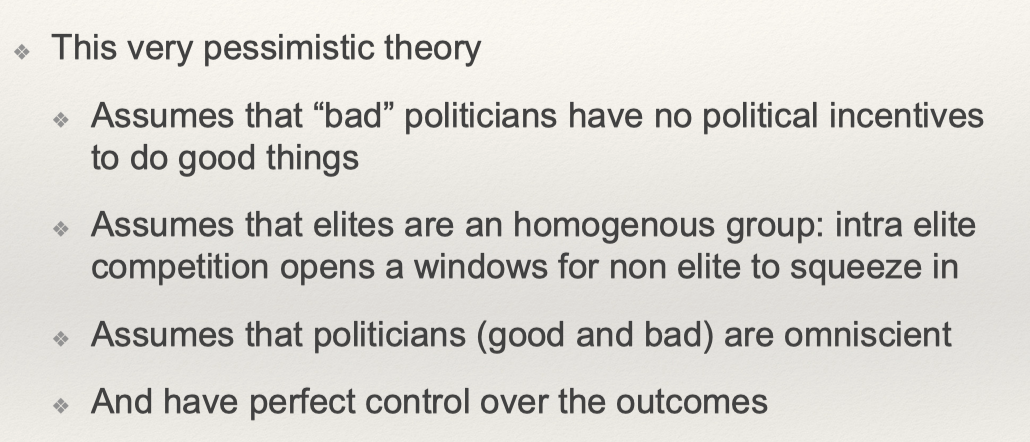 This very pessimistic theory
Assumes that “bad” politicians have no political incentives
to do good things
Assumes that elites are an homogenous group: intra elite
competition opens a windows for non elite to squeeze in
Assumes that politicians (good and bad) are omniscient
And have perfect control over the outcomes